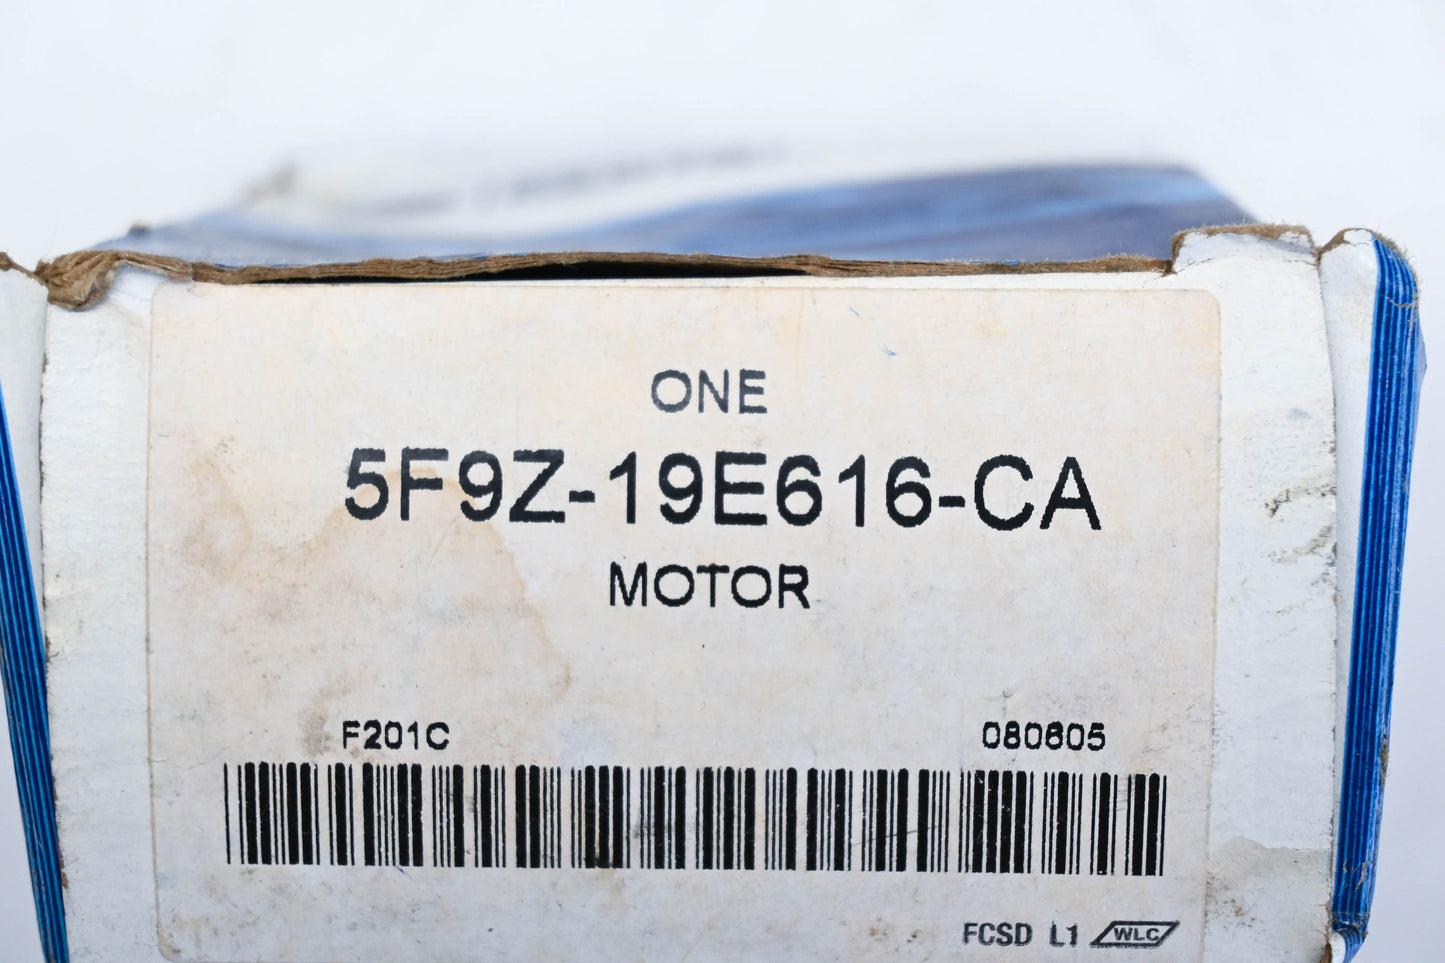 ONE
5F9Z-19E616-CA
MOTOR
F201C 080605
FCSD L1 WLC